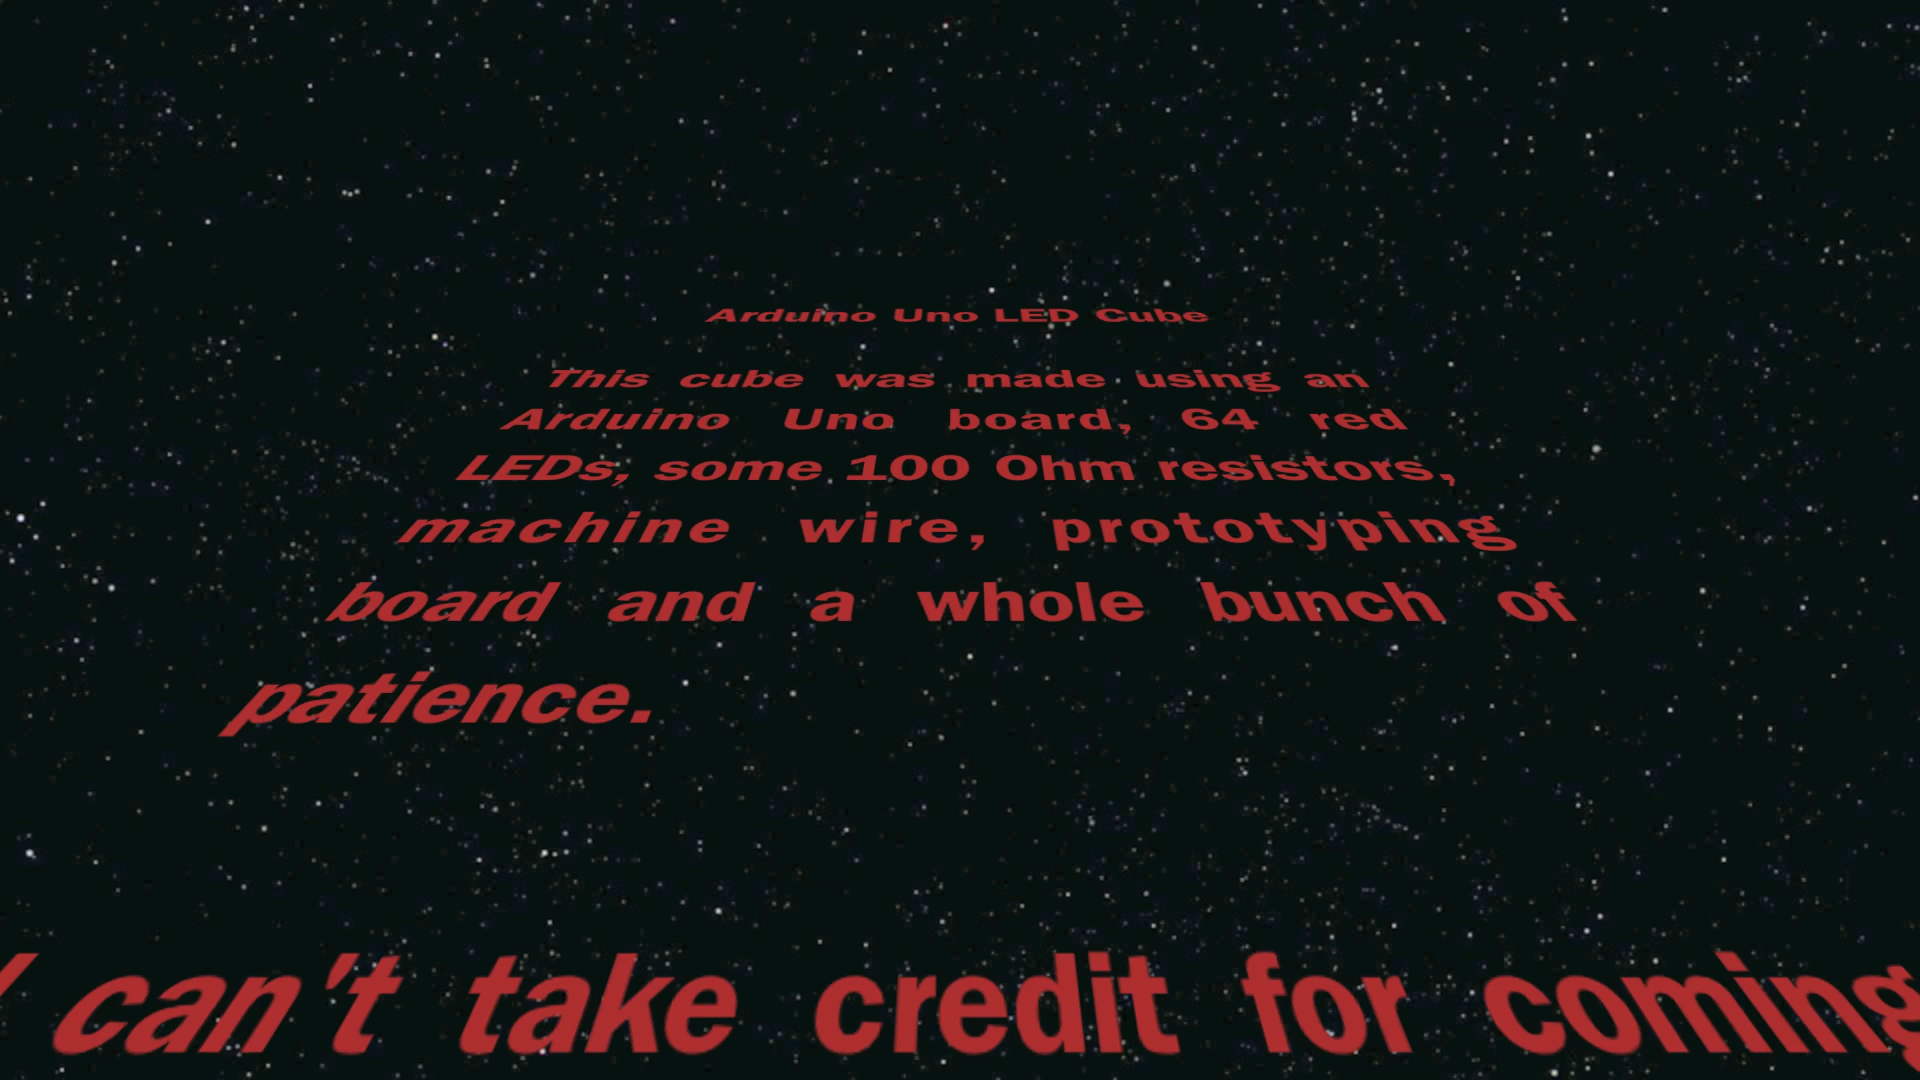 Arduino Uno LED Cube
This cube was made using an
Arduino Uno board, 64 red
LEDs, some 100 Ohm resistors,
machine wire, prototyping
board and a whole bunch of
patience.
I can't take credit for coming